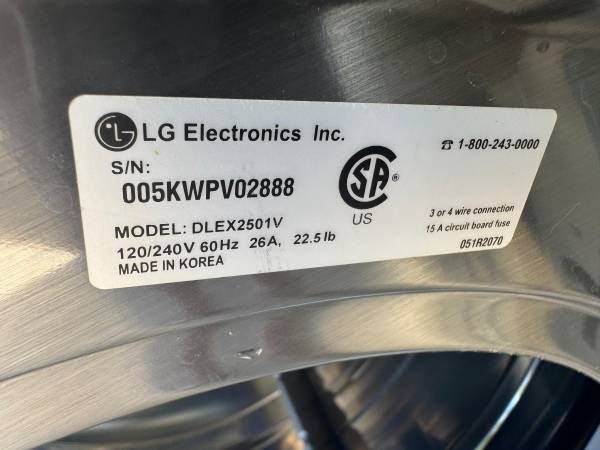 LG Electronics Inc.
☎ 1-800-243-0000
S/N:
005KWPV02888
SA ®
US
MODEL: DLEX2501V
3 or 4 wire connection
120/240V 60Hz 26A, 22.5 lb
15 A circuit board fuse
MADE IN KOREA
051R2070